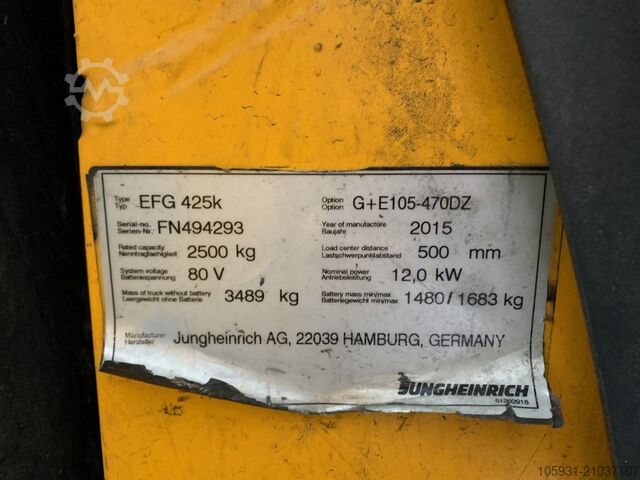 Type EFG 425k Option G+E105-470DZ
Typ Option
Serial-no. FN494293 Year of manufactore 2015
Serien-Nr. Baujahr
Rated capacity 2500 kg Load center distance 500 mm
Nenntragfaehigkeit Lastschwerpunktabstand
System voltage 80 V Nominal power 12,0 kW
Batteriespannung Antriebsleistung
Mass of truck without battery 3489 kg Battery mass min/max 1480/1683 kg
Leergewicht ohne Batterie Batteriegewicht min/max
Manufacturer Jungheinrich AG, 22039 HAMBURG, GERMANY
Hersteller
JUNGHEINRICH
51292918
105931-21037107